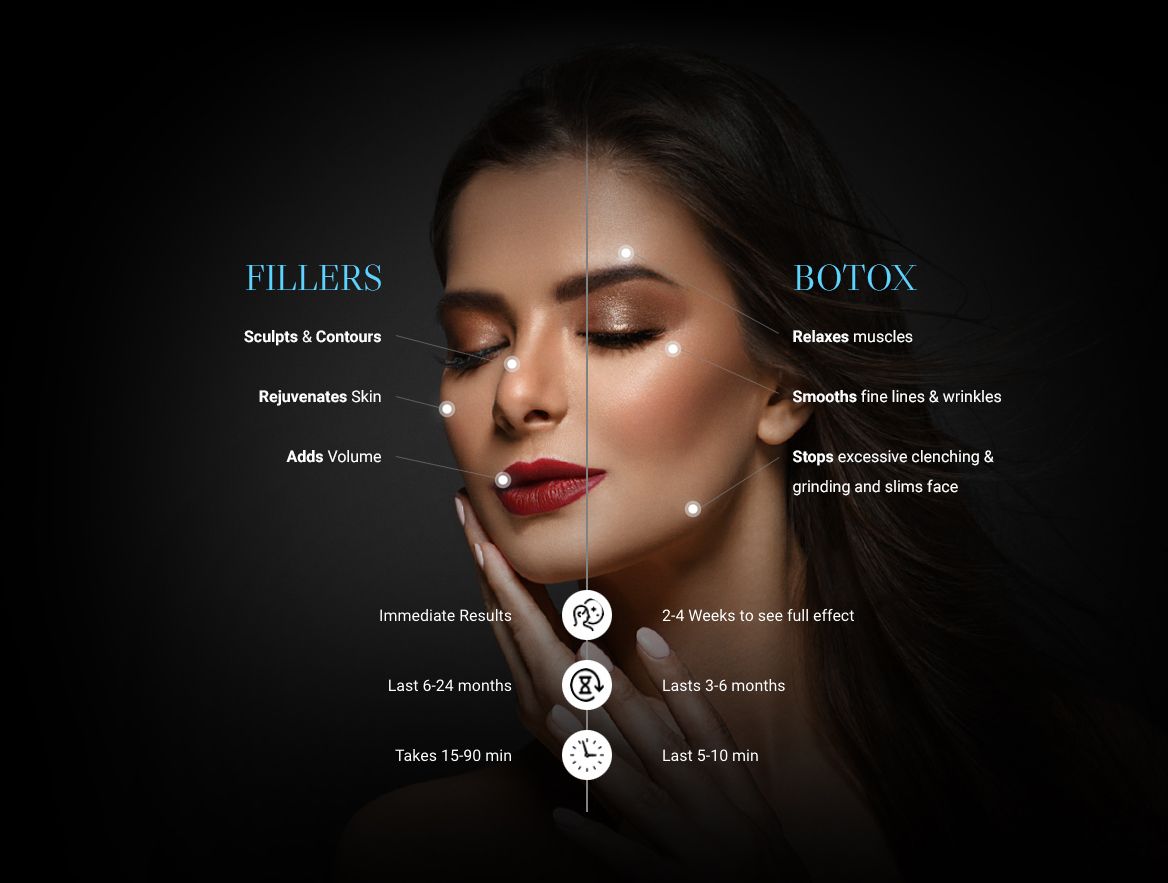 FILLERS
Sculpts & Contours
Rejuvenates Skin
Adds Volume
BOTOX
Relaxes muscles
Smooths fine lines & wrinkles
Stops excessive clenching &
grinding and slims face
Immediate Results
2-4 Weeks to see full effect
Last 6-24 months
Lasts 3-6 months
Takes 15-90 min
Last 5-10 min